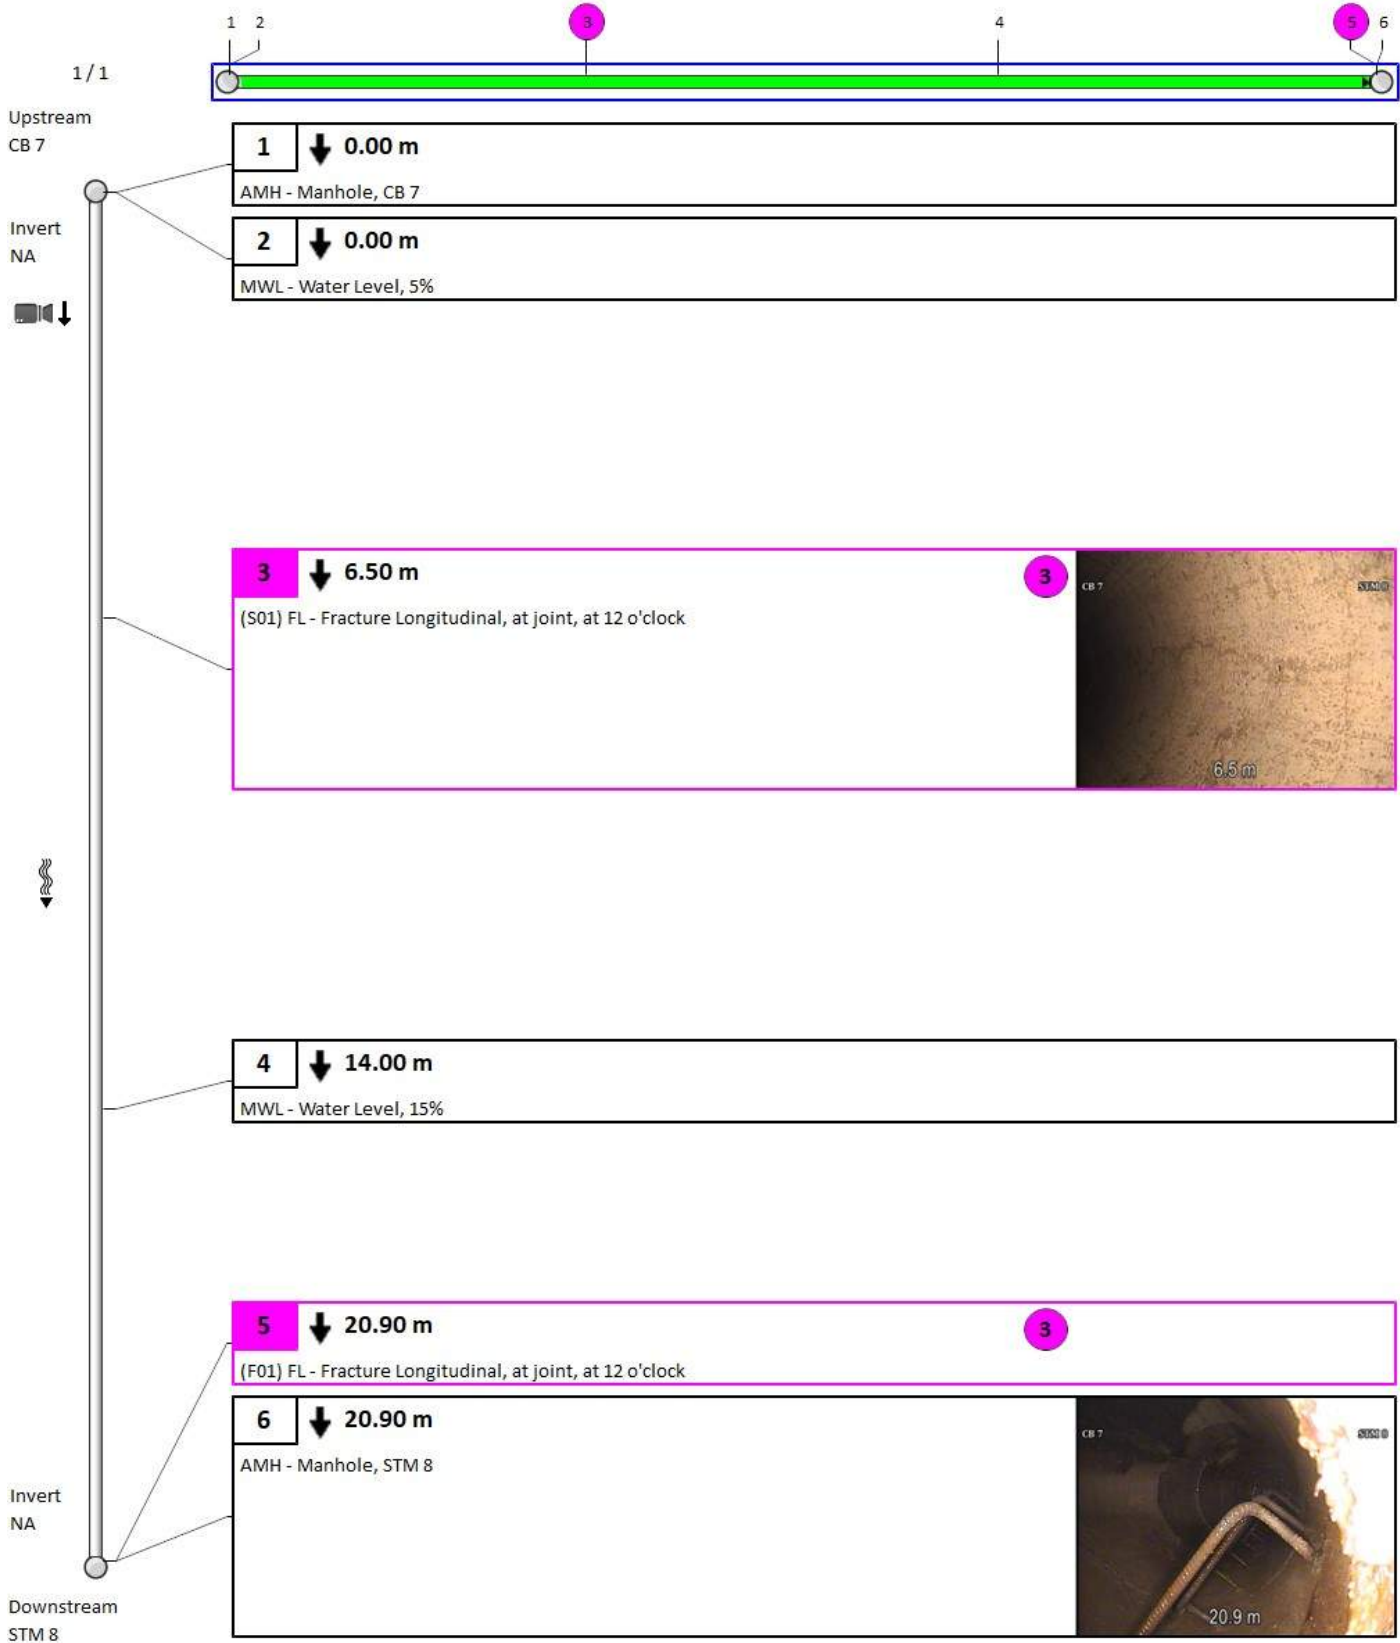 1 2 3 4 5 6
1 / 1
Upstream
CB 7
1 0.00 m
AMH - Manhole, CB 7
Invert
NA
2 0.00 m
MWL - Water Level, 5%
3 6.50 m 3
(S01) FL - Fracture Longitudinal, at joint, at 12 o'clock
CB 7 STM 8
6.5 m
4 14.00 m
MWL - Water Level, 15%
5 20.90 m 3
(F01) FL - Fracture Longitudinal, at joint, at 12 o'clock
6 20.90 m
AMH - Manhole, STM 8
CB 7 STM 8
20.9 m
Invert
NA
Downstream
STM 8